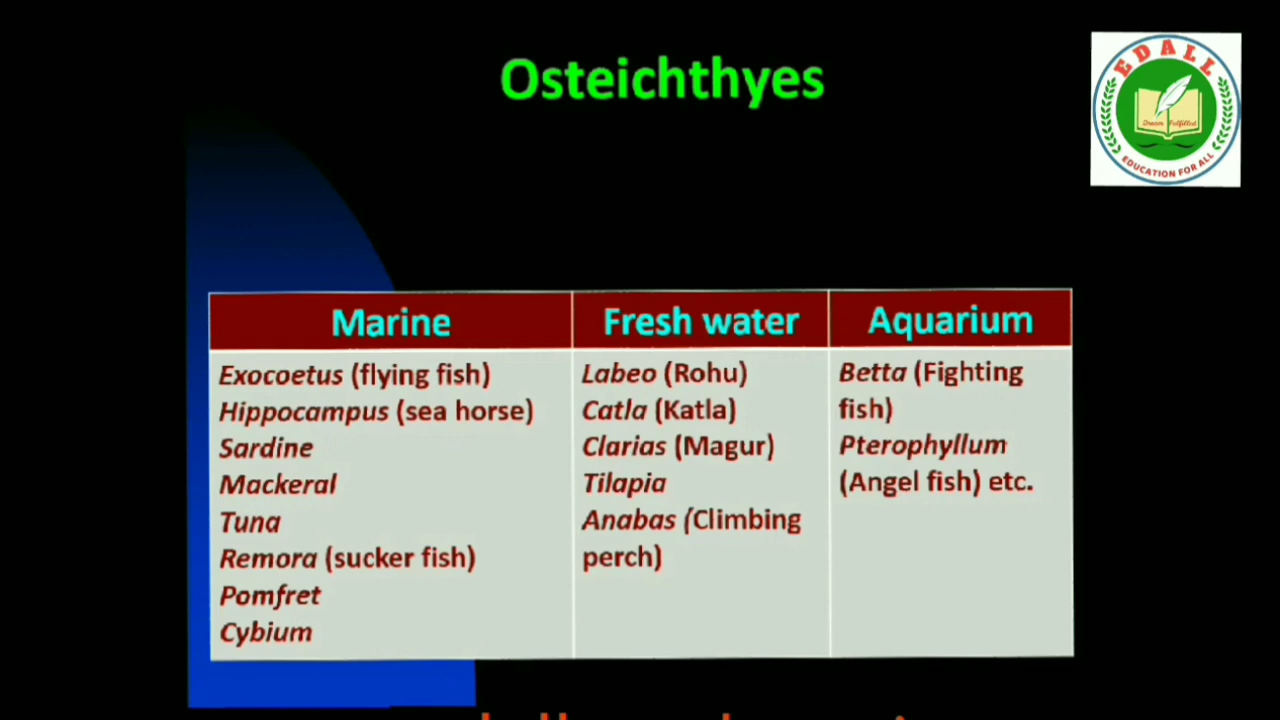 Osteichthyes
EDALL
Dream Fulfilled
EDUCATION FOR ALL
Marine
Fresh water
Aquarium
Exocoetus (flying fish)
Hippocampus (sea horse)
Sardine
Mackeral
Tuna
Remora (sucker fish)
Pomfret
Cybium
Labeo (Rohu)
Catla (Katla)
Clarias (Magur)
Tilapia
Anabas (Climbing
perch)
Betta (Fighting
fish)
Pterophyllum
(Angel fish) etc.